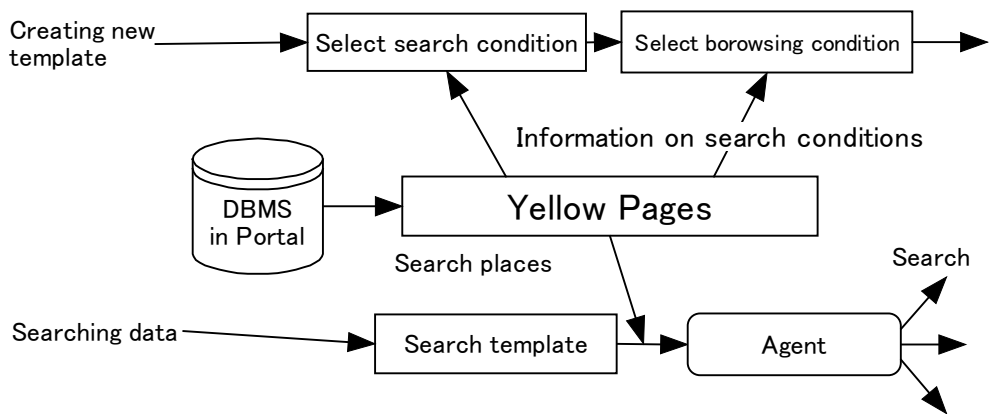 Creating new
template
Select search condition
Select borowsing condition
Information on search conditions
DBMS
in Portal
Yellow Pages
Search places
Search
Searching data
Search template
Agent